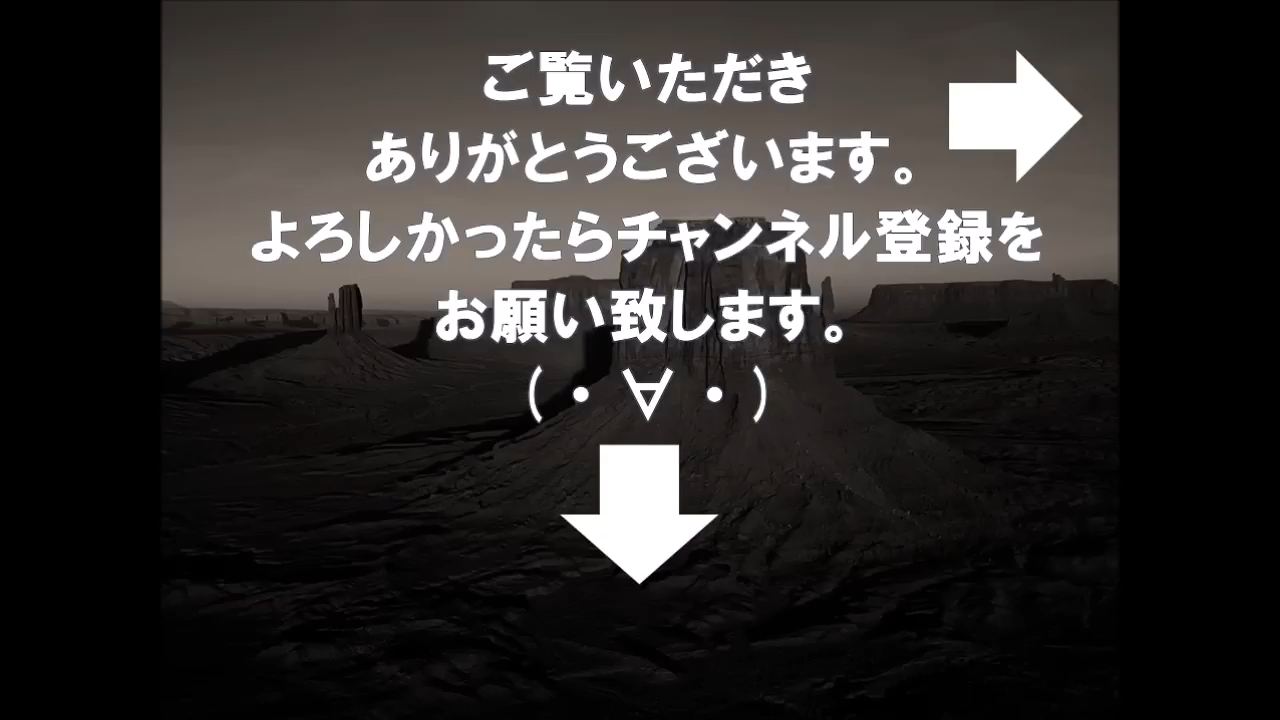 ご覧いただき
ありがとうございます。
よろしかったらチャンネル登録を
お願い致します。
(・∀・)